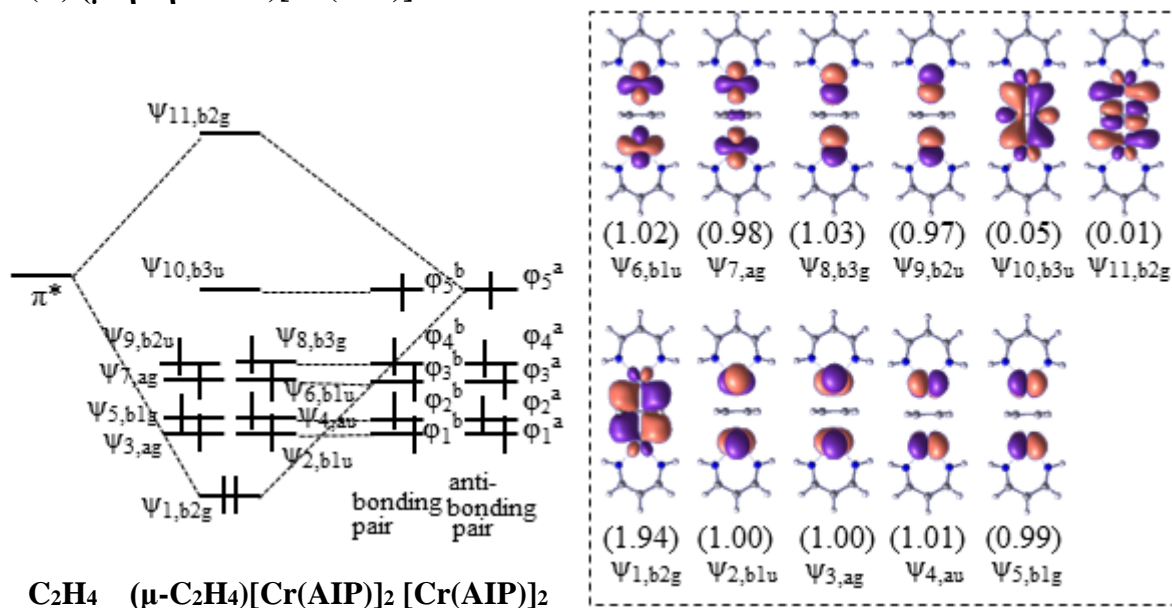 Ψ11,b2g
π*
Ψ10,b3u
φ5ᵇ
φ5ᵃ
Ψ9,b2u
Ψ8,b3g
φ4ᵇ
φ4ᵃ
Ψ7,ag
Ψ6,b1u
φ3ᵇ
φ3ᵃ
Ψ5,b1g
Ψ4,au
φ2ᵇ
φ2ᵃ
Ψ3,ag
Ψ2,b1u
φ1ᵇ
φ1ᵃ
Ψ1,b2g
bonding
pair
anti-
bonding
pair
C₂H₄ (μ-C₂H₄)[Cr(AIP)]₂ [Cr(AIP)]₂
(1.02) (0.98) (1.03) (0.97) (0.05) (0.01)
Ψ6,b1u Ψ7,ag Ψ8,b3g Ψ9,b2u Ψ10,b3u Ψ11,b2g
(1.94) (1.00) (1.00) (1.01) (0.99)
Ψ1,b2g Ψ2,b1u Ψ3,ag Ψ4,au Ψ5,b1g